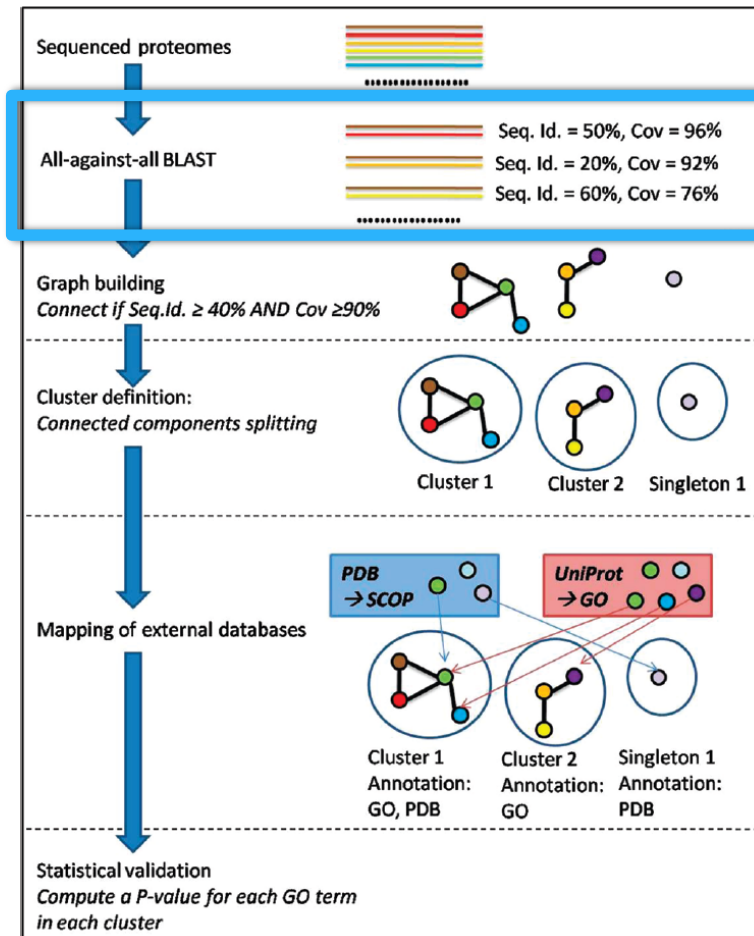 Sequenced proteomes
All-against-all BLAST
Seq. Id. = 50%, Cov = 96%
Seq. Id. = 20%, Cov = 92%
Seq. Id. = 60%, Cov = 76%
Graph building
Connect if Seq.Id. ≥ 40% AND Cov ≥90%
Cluster definition:
Connected components splitting
Cluster 1
Cluster 2
Singleton 1
PDB
→ SCOP
UniProt
→ GO
Mapping of external databases
Cluster 1
Annotation:
GO, PDB
Cluster 2
Annotation:
GO
Singleton 1
Annotation:
PDB
Statistical validation
Compute a P-value for each GO term
in each cluster